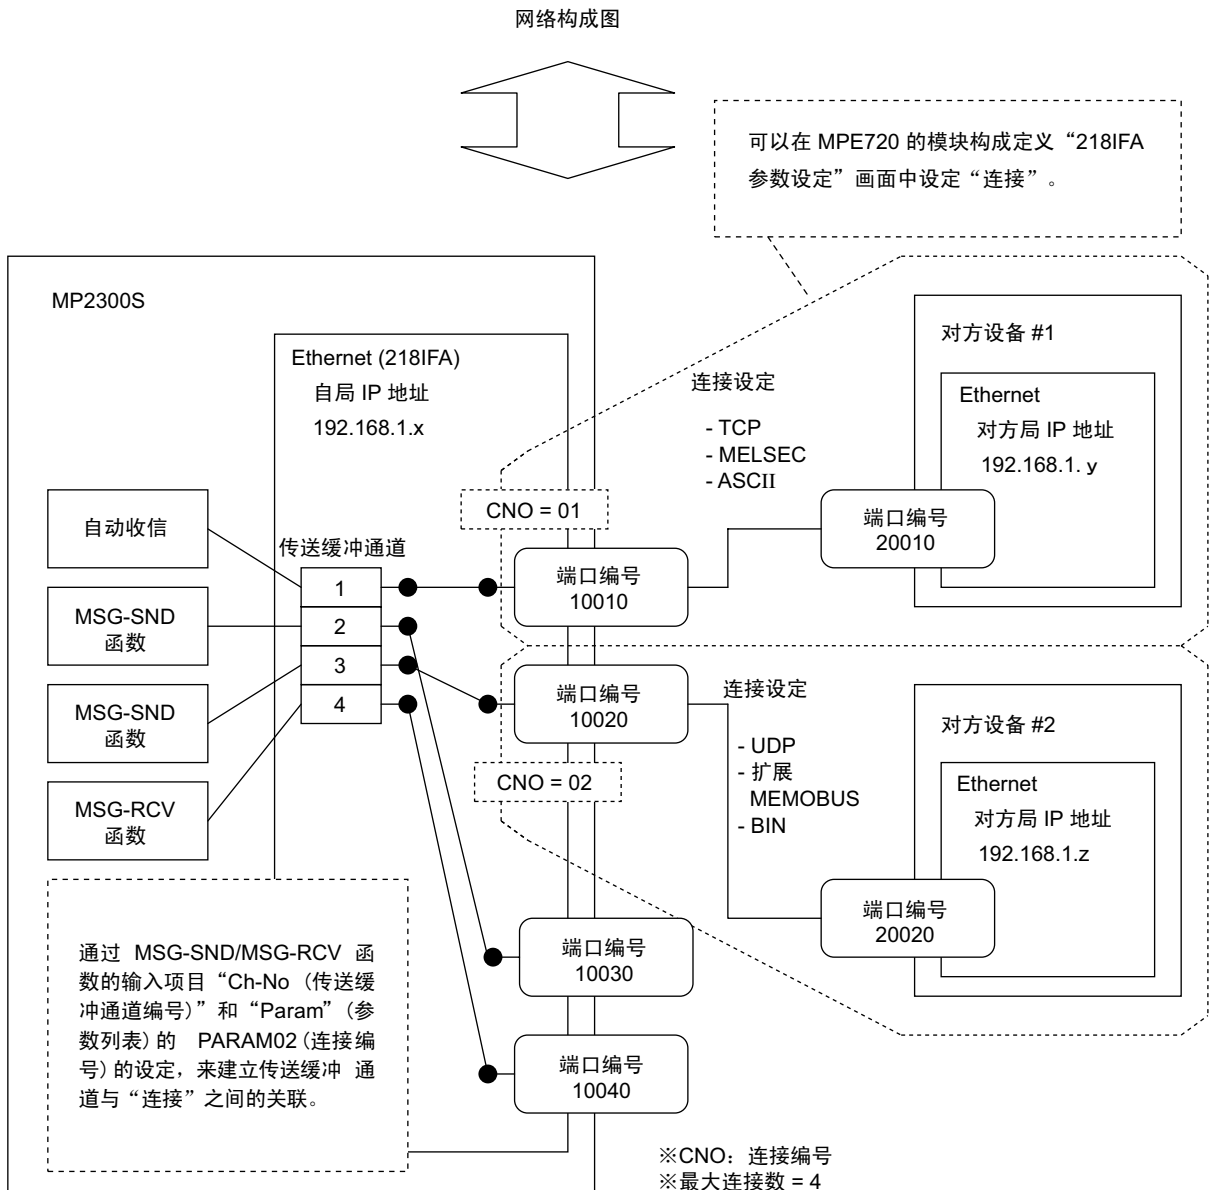 网络构成图
可以在 MPE720 的模块构成定义“218IFA
参数设定”画面中设定“连接”。
MP2300S
Ethernet (218IFA)
自局 IP 地址
192.168.1.x
对方设备 #1
Ethernet
对方局 IP 地址
192.168.1. y
连接设定
- TCP
- MELSEC
- ASCII
CNO = 01
端口编号
20010
自动收信
传送缓冲通道
1
2
3
4
端口编号
10010
MSG-SND
函数
MSG-SND
函数
MSG-RCV
函数
端口编号
10020
CNO = 02
连接设定
- UDP
- 扩展
MEMOBUS
- BIN
对方设备 #2
Ethernet
对方局 IP 地址
192.168.1.z
端口编号
20020
端口编号
10030
端口编号
10040
通过 MSG-SND/MSG-RCV 函
数的输入项目“Ch-No (传送缓
冲通道编号)”和“Param”(参
数列表) 的 PARAM02 (连接编
号) 的设定，来建立传送缓冲 通
道与“连接”之间的关联。
※CNO：连接编号
※最大连接数 = 4